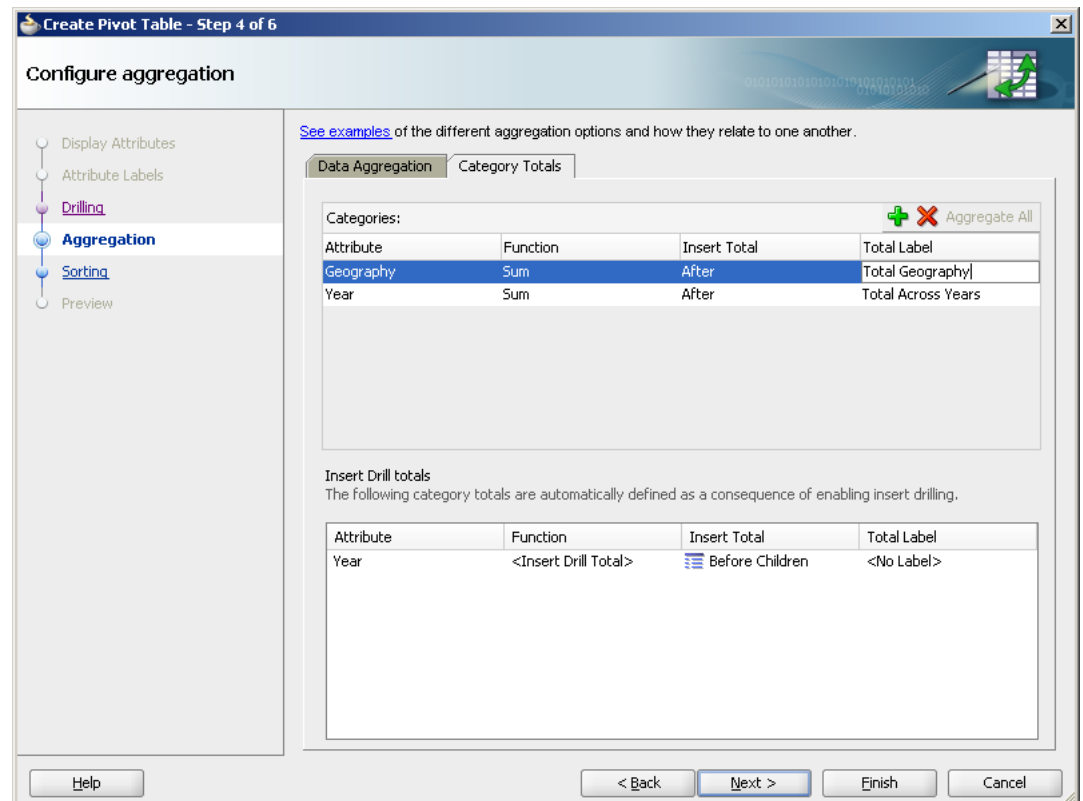 Create Pivot Table - Step 4 of 6
Configure aggregation
Display Attributes
Attribute Labels
Drilling
Aggregation
Sorting
Preview
See examples of the different aggregation options and how they relate to one another.
Data Aggregation Category Totals
Categories: Aggregate All
Attribute Function Insert Total Total Label
Geography Sum After Total Geography
Year Sum After Total Across Years
Insert Drill totals
The following category totals are automatically defined as a consequence of enabling insert drilling.
Attribute Function Insert Total Total Label
Year <Insert Drill Total> Before Children <No Label>
Help < Back Next > Finish Cancel